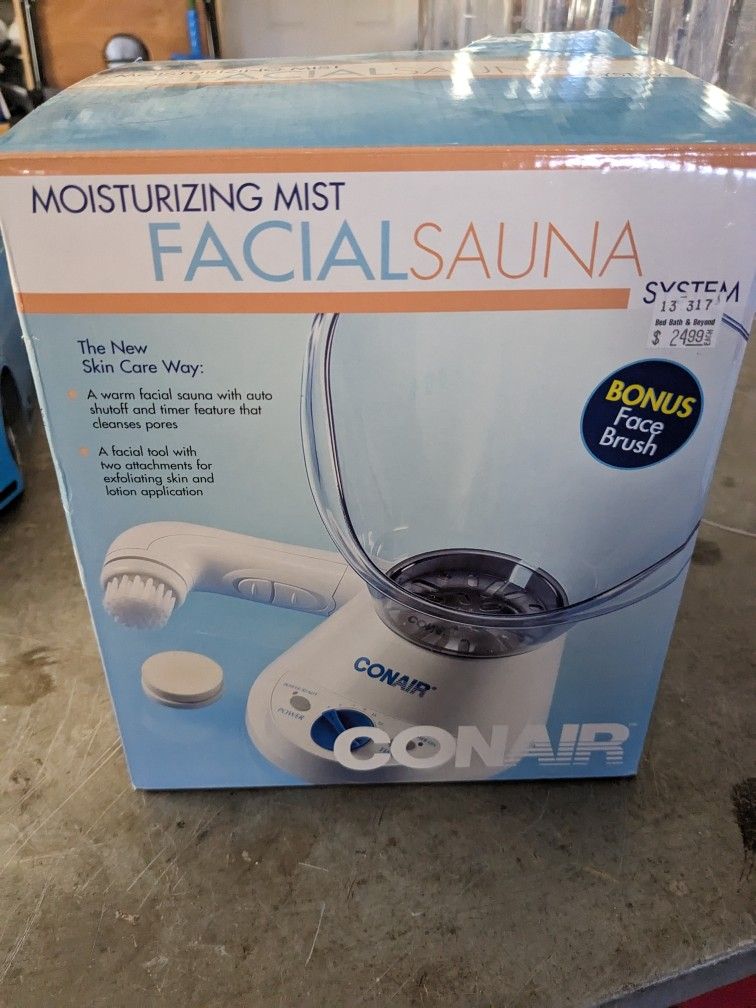 MOISTURIZING MIST
FACIALSAUNA
SYSTEM
13 317
Bed Bath & Beyond
$ 24.99 EACH
The New
Skin Care Way:
A warm facial sauna with auto
shutoff and timer feature that
cleanses pores
A facial tool with
two attachments for
exfoliating skin and
lotion application
BONUS
Face
Brush
CONAIR
POWER
CONAIR